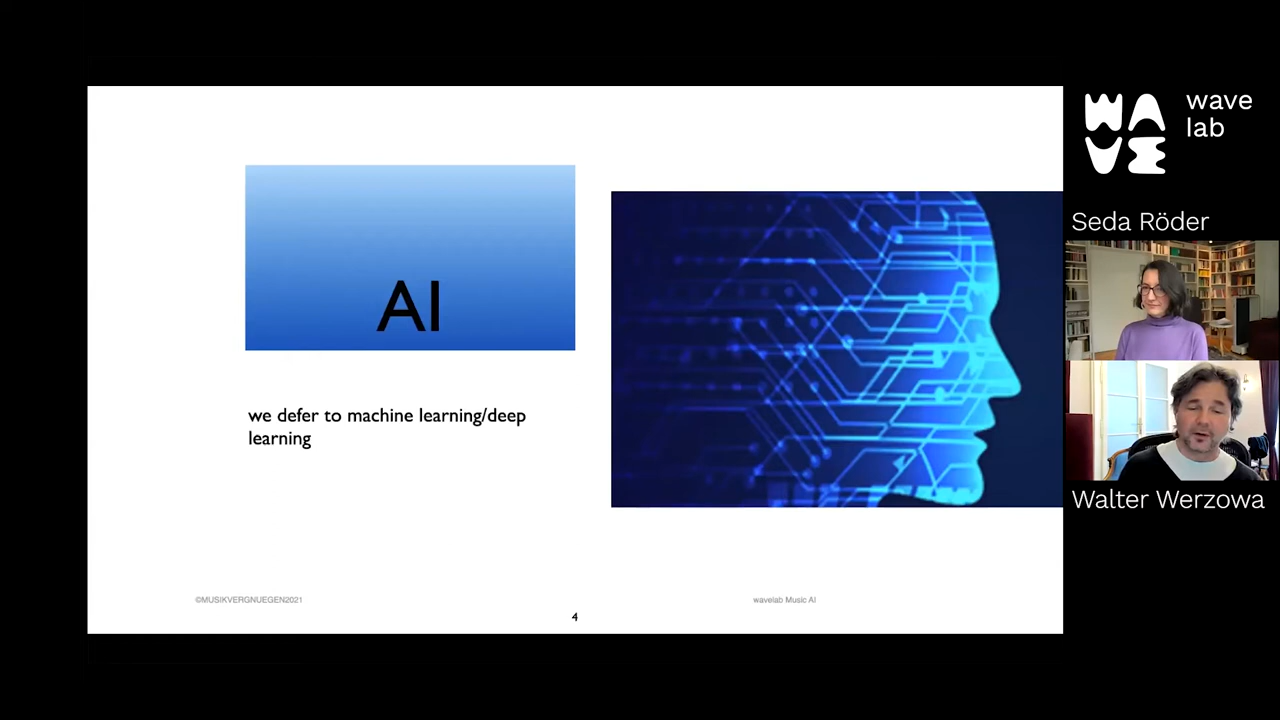 AI
we defer to machine learning/deep
learning
©MUSIKVERGNUEGEN2021
wavelab Music AI
4
WAVE
wave
lab
Seda Röder
Walter Werzowa